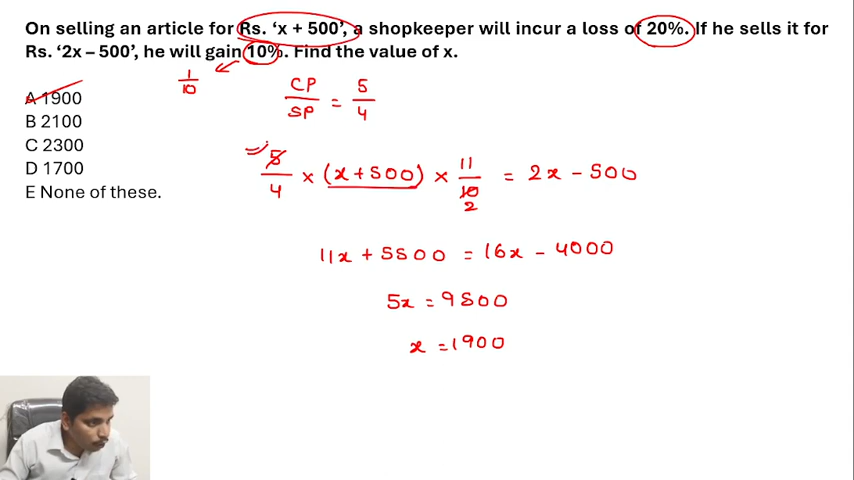 On selling an article for Rs. ‘x + 500’, a shopkeeper will incur a loss of 20%. If he sells it for
Rs. ‘2x – 500’, he will gain 10%. Find the value of x.
1/10
A 1900
B 2100
C 2300
D 1700
E None of these.
CP/SP = 5/4
5/4 × (x + 500) × 11/10 = 2x - 500
2
11x + 5500 = 16x - 4000
5x = 9500
x = 1900